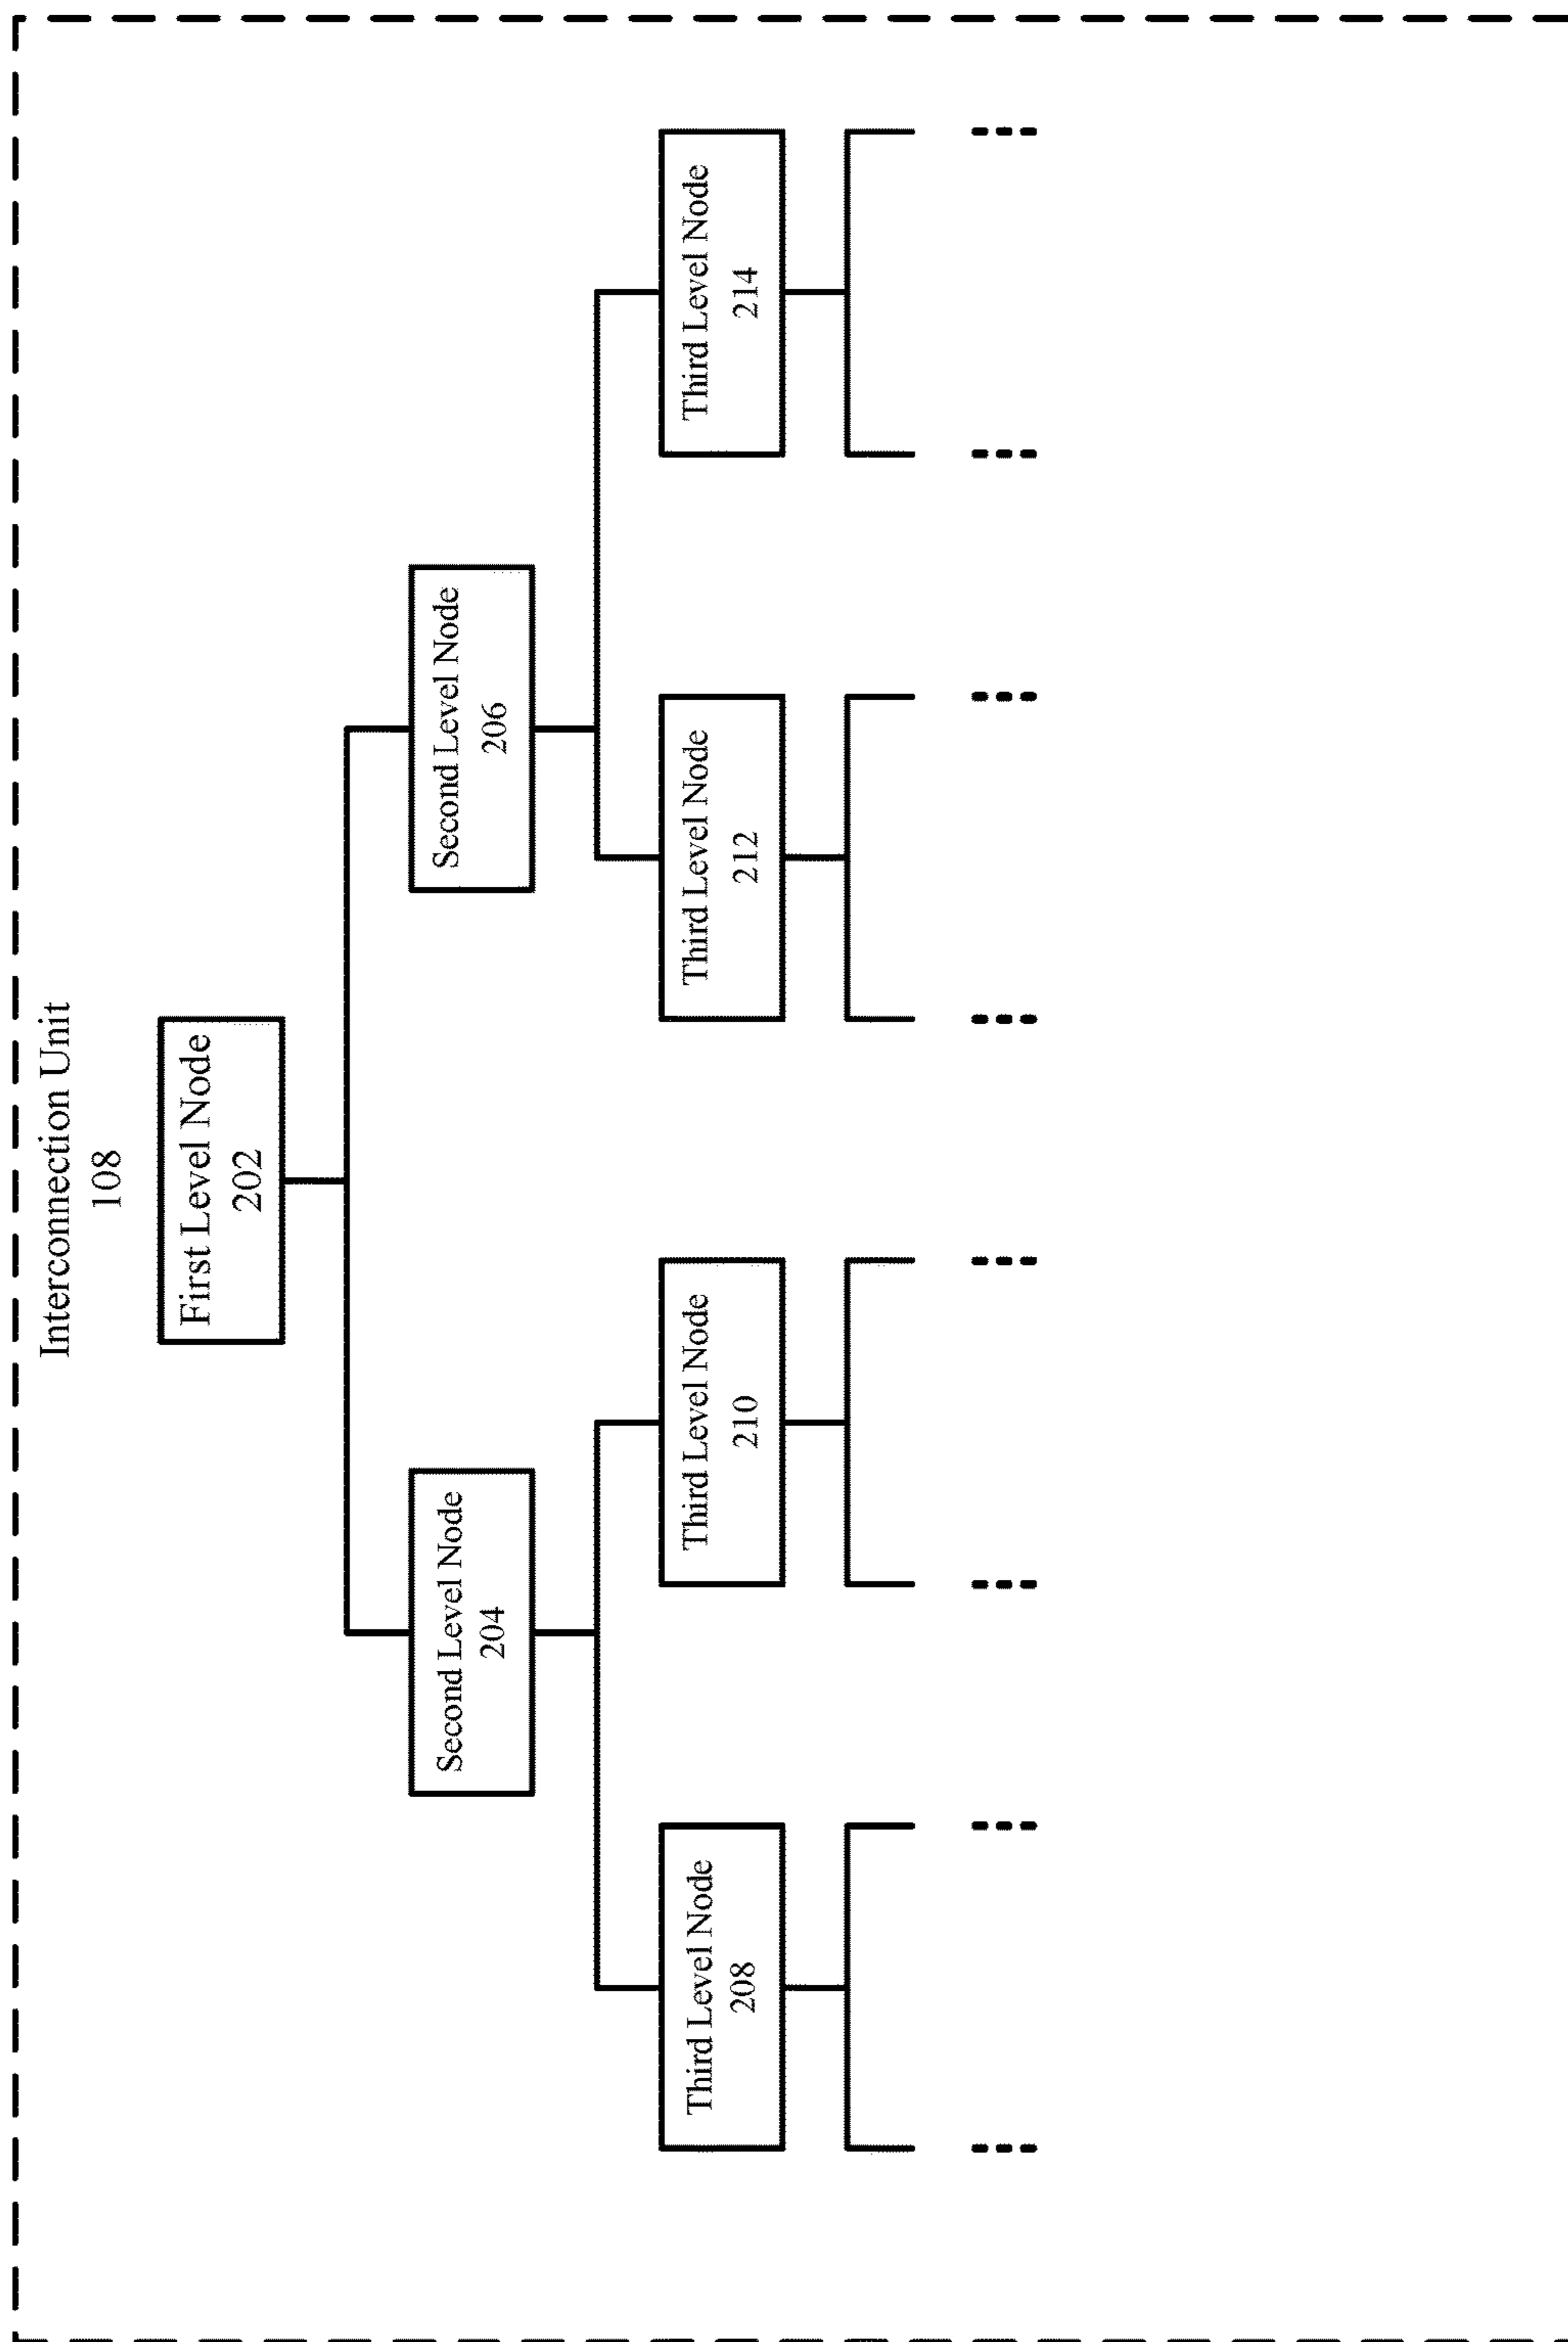 Interconnection Unit
108
First Level Node
202
Second Level Node
204
Second Level Node
206
Third Level Node
208
Third Level Node
210
Third Level Node
212
Third Level Node
214